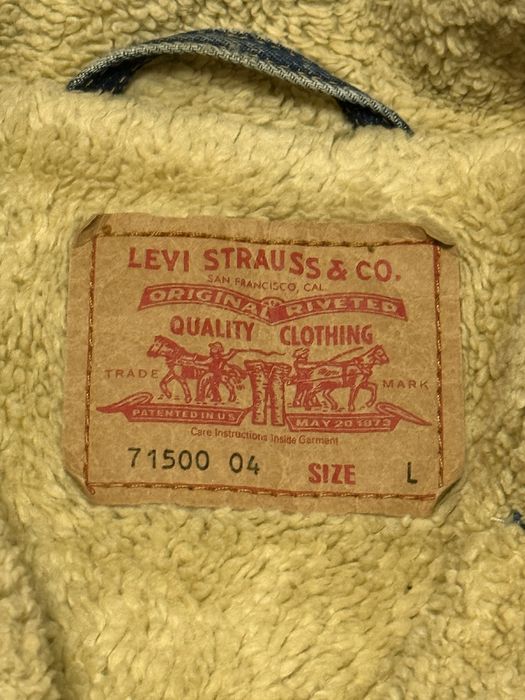 LEVI STRAUSS & CO.
SAN FRANCISCO, CAL
ORIGINAL RIVETED
QUALITY CLOTHING
TRADE MARK
PATENTED IN U.S. MAY 20 1873
Care Instructions Inside Garment
71500 04 SIZE L